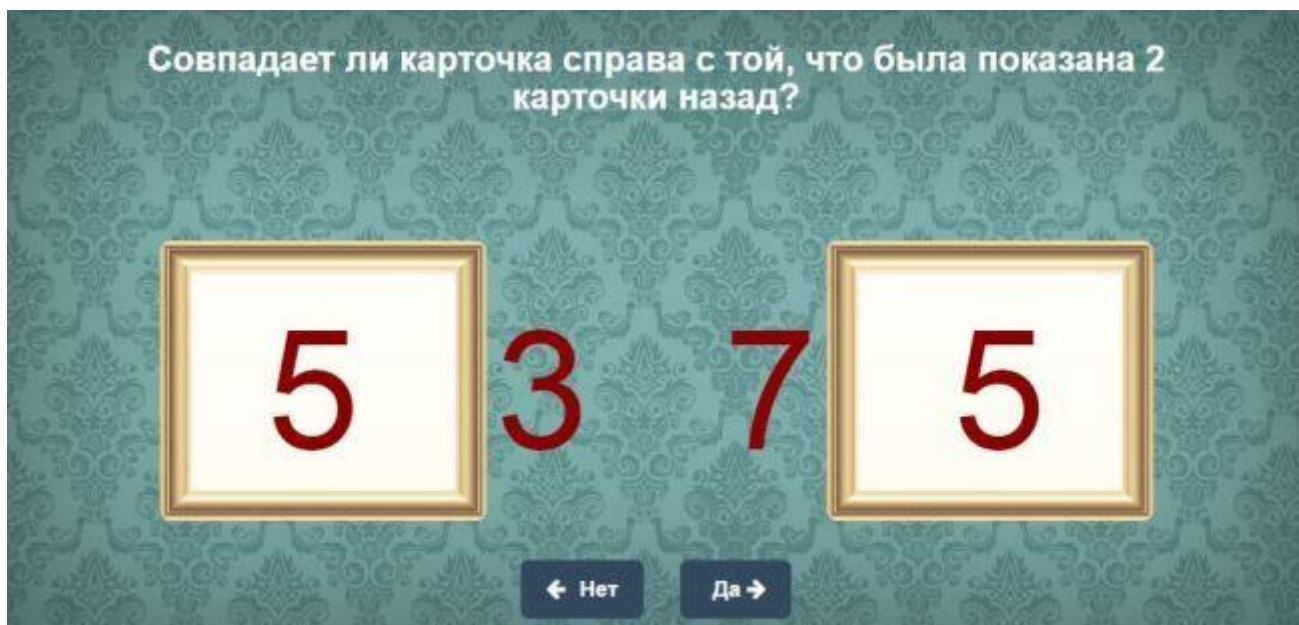 Совпадает ли карточка справа с той, что была показана 2
карточки назад?
5 3 7 5
← Нет Да →